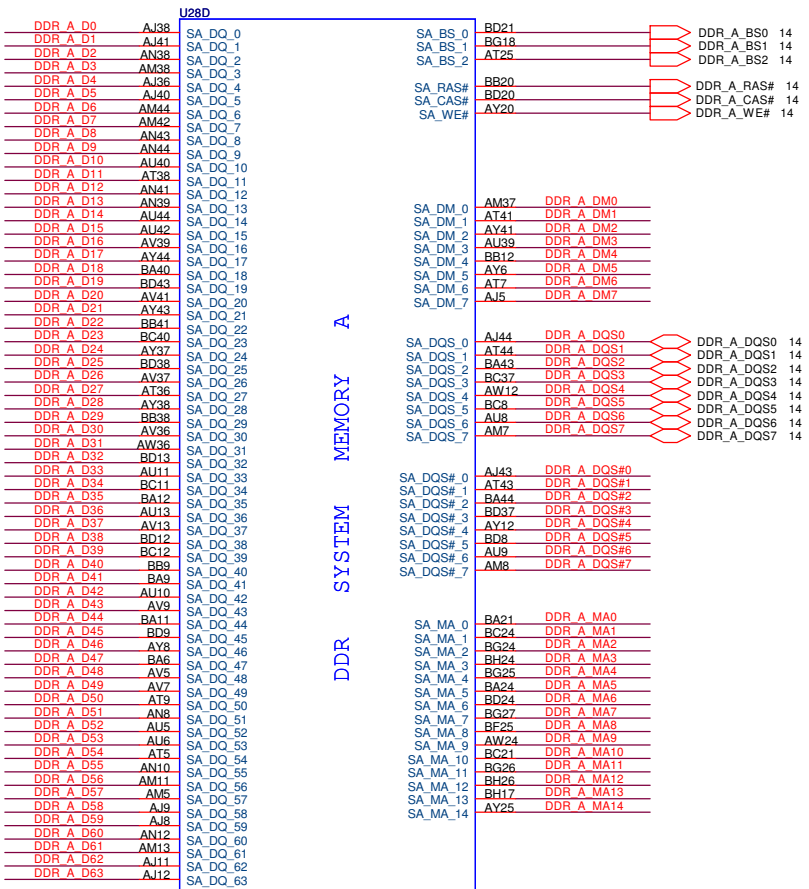 U28D
DDR_A_D0 AJ38 SA_DQ_0
DDR_A_D1 AJ41 SA_DQ_1
DDR_A_D2 AN38 SA_DQ_2
DDR_A_D3 AM38 SA_DQ_3
DDR_A_D4 AJ36 SA_DQ_4
DDR_A_D5 AJ40 SA_DQ_5
DDR_A_D6 AM44 SA_DQ_6
DDR_A_D7 AM42 SA_DQ_7
DDR_A_D8 AN43 SA_DQ_8
DDR_A_D9 AN44 SA_DQ_9
DDR_A_D10 AU40 SA_DQ_10
DDR_A_D11 AT38 SA_DQ_11
DDR_A_D12 AN41 SA_DQ_12
DDR_A_D13 AN39 SA_DQ_13
DDR_A_D14 AU44 SA_DQ_14
DDR_A_D15 AU42 SA_DQ_15
DDR_A_D16 AV39 SA_DQ_16
DDR_A_D17 AY44 SA_DQ_17
DDR_A_D18 BA40 SA_DQ_18
DDR_A_D19 BD43 SA_DQ_19
DDR_A_D20 AV41 SA_DQ_20
DDR_A_D21 AY43 SA_DQ_21
DDR_A_D22 BB41 SA_DQ_22
DDR_A_D23 BC40 SA_DQ_23
DDR_A_D24 AY37 SA_DQ_24
DDR_A_D25 BD38 SA_DQ_25
DDR_A_D26 AV37 SA_DQ_26
DDR_A_D27 AT36 SA_DQ_27
DDR_A_D28 AY38 SA_DQ_28
DDR_A_D29 BB38 SA_DQ_29
DDR_A_D30 AV36 SA_DQ_30
DDR_A_D31 AW36 SA_DQ_31
DDR_A_D32 BD13 SA_DQ_32
DDR_A_D33 AU11 SA_DQ_33
DDR_A_D34 BC11 SA_DQ_34
DDR_A_D35 BA12 SA_DQ_35
DDR_A_D36 AU13 SA_DQ_36
DDR_A_D37 AV13 SA_DQ_37
DDR_A_D38 BD12 SA_DQ_38
DDR_A_D39 BC12 SA_DQ_39
DDR_A_D40 BB9 SA_DQ_40
DDR_A_D41 BA9 SA_DQ_41
DDR_A_D42 AU10 SA_DQ_42
DDR_A_D43 AV9 SA_DQ_43
DDR_A_D44 BA11 SA_DQ_44
DDR_A_D45 BD9 SA_DQ_45
DDR_A_D46 AY8 SA_DQ_46
DDR_A_D47 BA6 SA_DQ_47
DDR_A_D48 AV5 SA_DQ_48
DDR_A_D49 AV7 SA_DQ_49
DDR_A_D50 AT9 SA_DQ_50
DDR_A_D51 AN8 SA_DQ_51
DDR_A_D52 AU5 SA_DQ_52
DDR_A_D53 AU6 SA_DQ_53
DDR_A_D54 AT5 SA_DQ_54
DDR_A_D55 AN10 SA_DQ_55
DDR_A_D56 AM11 SA_DQ_56
DDR_A_D57 AM5 SA_DQ_57
DDR_A_D58 AJ9 SA_DQ_58
DDR_A_D59 AJ8 SA_DQ_59
DDR_A_D60 AN12 SA_DQ_60
DDR_A_D61 AM13 SA_DQ_61
DDR_A_D62 AJ11 SA_DQ_62
DDR_A_D63 AJ12 SA_DQ_63
DDR SYSTEM MEMORY A
SA_BS_0 BD21 DDR_A_BS0 14
SA_BS_1 BG18 DDR_A_BS1 14
SA_BS_2 AT25 DDR_A_BS2 14
SA_RAS# BB20 DDR_A_RAS# 14
SA_CAS# BD20 DDR_A_CAS# 14
SA_WE# AY20 DDR_A_WE# 14
SA_DM_0 AM37 DDR_A_DM0
SA_DM_1 AT41 DDR_A_DM1
SA_DM_2 AY41 DDR_A_DM2
SA_DM_3 AU39 DDR_A_DM3
SA_DM_4 BB12 DDR_A_DM4
SA_DM_5 AY6 DDR_A_DM5
SA_DM_6 AT7 DDR_A_DM6
SA_DM_7 AJ5 DDR_A_DM7
SA_DQS_0 AJ44 DDR_A_DQS0 DDR_A_DQS0 14
SA_DQS_1 AT44 DDR_A_DQS1 DDR_A_DQS1 14
SA_DQS_2 BA43 DDR_A_DQS2 DDR_A_DQS2 14
SA_DQS_3 BC37 DDR_A_DQS3 DDR_A_DQS3 14
SA_DQS_4 AW12 DDR_A_DQS4 DDR_A_DQS4 14
SA_DQS_5 BC8 DDR_A_DQS5 DDR_A_DQS5 14
SA_DQS_6 AU8 DDR_A_DQS6 DDR_A_DQS6 14
SA_DQS_7 AM7 DDR_A_DQS7 DDR_A_DQS7 14
SA_DQS#_0 AJ43 DDR_A_DQS#0
SA_DQS#_1 AT43 DDR_A_DQS#1
SA_DQS#_2 BA44 DDR_A_DQS#2
SA_DQS#_3 BD37 DDR_A_DQS#3
SA_DQS#_4 AY12 DDR_A_DQS#4
SA_DQS#_5 BD8 DDR_A_DQS#5
SA_DQS#_6 AU9 DDR_A_DQS#6
SA_DQS#_7 AM8 DDR_A_DQS#7
SA_MA_0 BA21 DDR_A_MA0
SA_MA_1 BC24 DDR_A_MA1
SA_MA_2 BG24 DDR_A_MA2
SA_MA_3 BH24 DDR_A_MA3
SA_MA_4 BG25 DDR_A_MA4
SA_MA_5 BA24 DDR_A_MA5
SA_MA_6 BD24 DDR_A_MA6
SA_MA_7 BG27 DDR_A_MA7
SA_MA_8 BF25 DDR_A_MA8
SA_MA_9 AW24 DDR_A_MA9
SA_MA_10 BC21 DDR_A_MA10
SA_MA_11 BG26 DDR_A_MA11
SA_MA_12 BH26 DDR_A_MA12
SA_MA_13 BH17 DDR_A_MA13
SA_MA_14 AY25 DDR_A_MA14